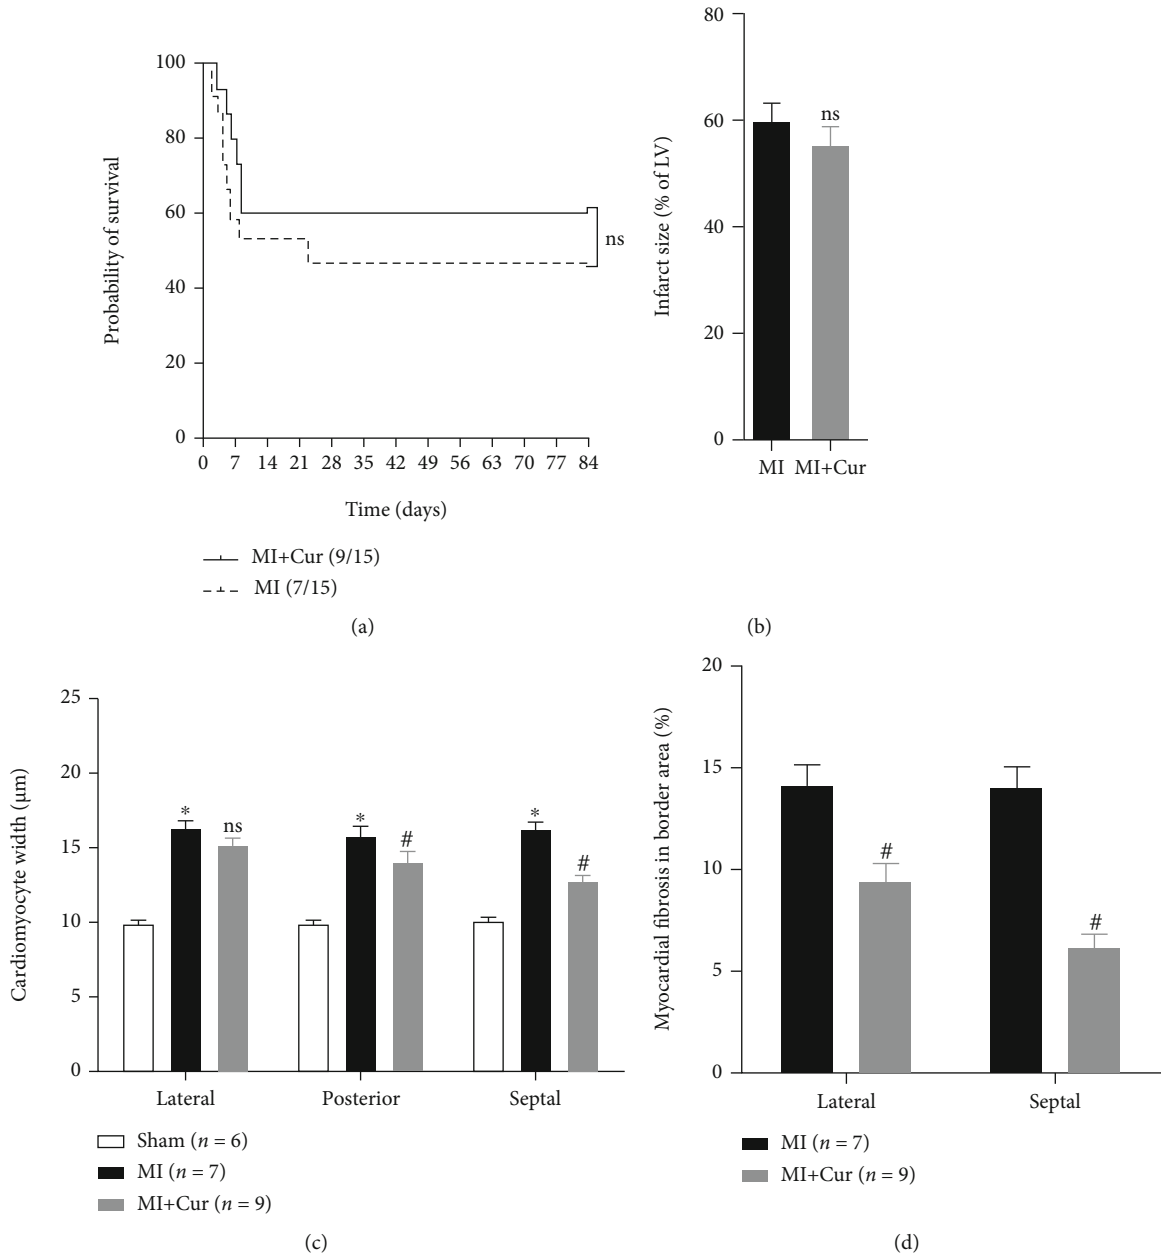 Probability of survival
100
80
60
40
20
0
0 7 14 21 28 35 42 49 56 63 70 77 84
ns
Time (days)
MI+Cur (9/15)
MI (7/15)
(a)
Infarct size (% of LV)
80
60
40
20
0
ns
MI MI+Cur
(b)
Cardiomyocyte width (μm)
25
20
15
10
5
0
* ns * # * #
Lateral Posterior Septal
Sham (n = 6)
MI (n = 7)
MI+Cur (n = 9)
(c)
Myocardial fibrosis in border area (%)
20
15
10
5
0
# #
Lateral Septal
MI (n = 7)
MI+Cur (n = 9)
(d)